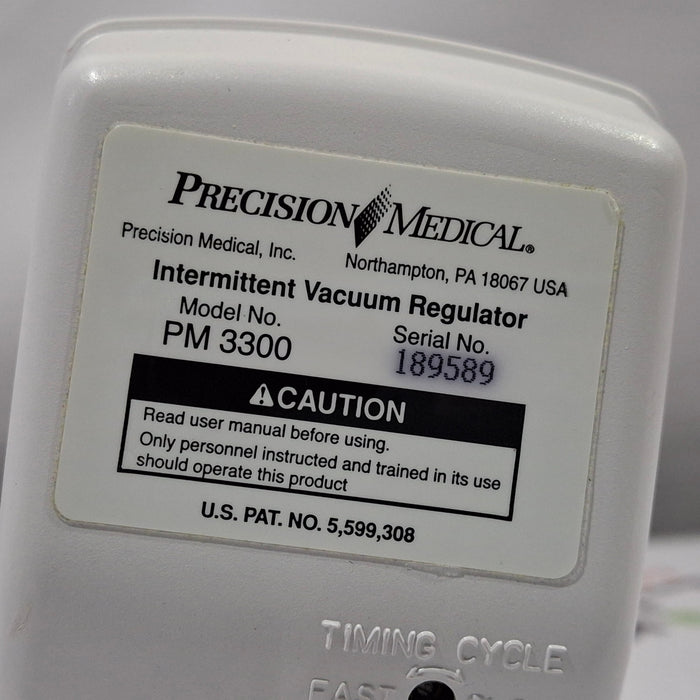 PRECISION MEDICAL®
Precision Medical, Inc. Northampton, PA 18067 USA
Intermittent Vacuum Regulator
Model No. Serial No.
PM 3300 189589
⚠CAUTION
Read user manual before using.
Only personnel instructed and trained in its use
should operate this product
U.S. PAT. NO. 5,599,308
TIMING CYCLE
FAST